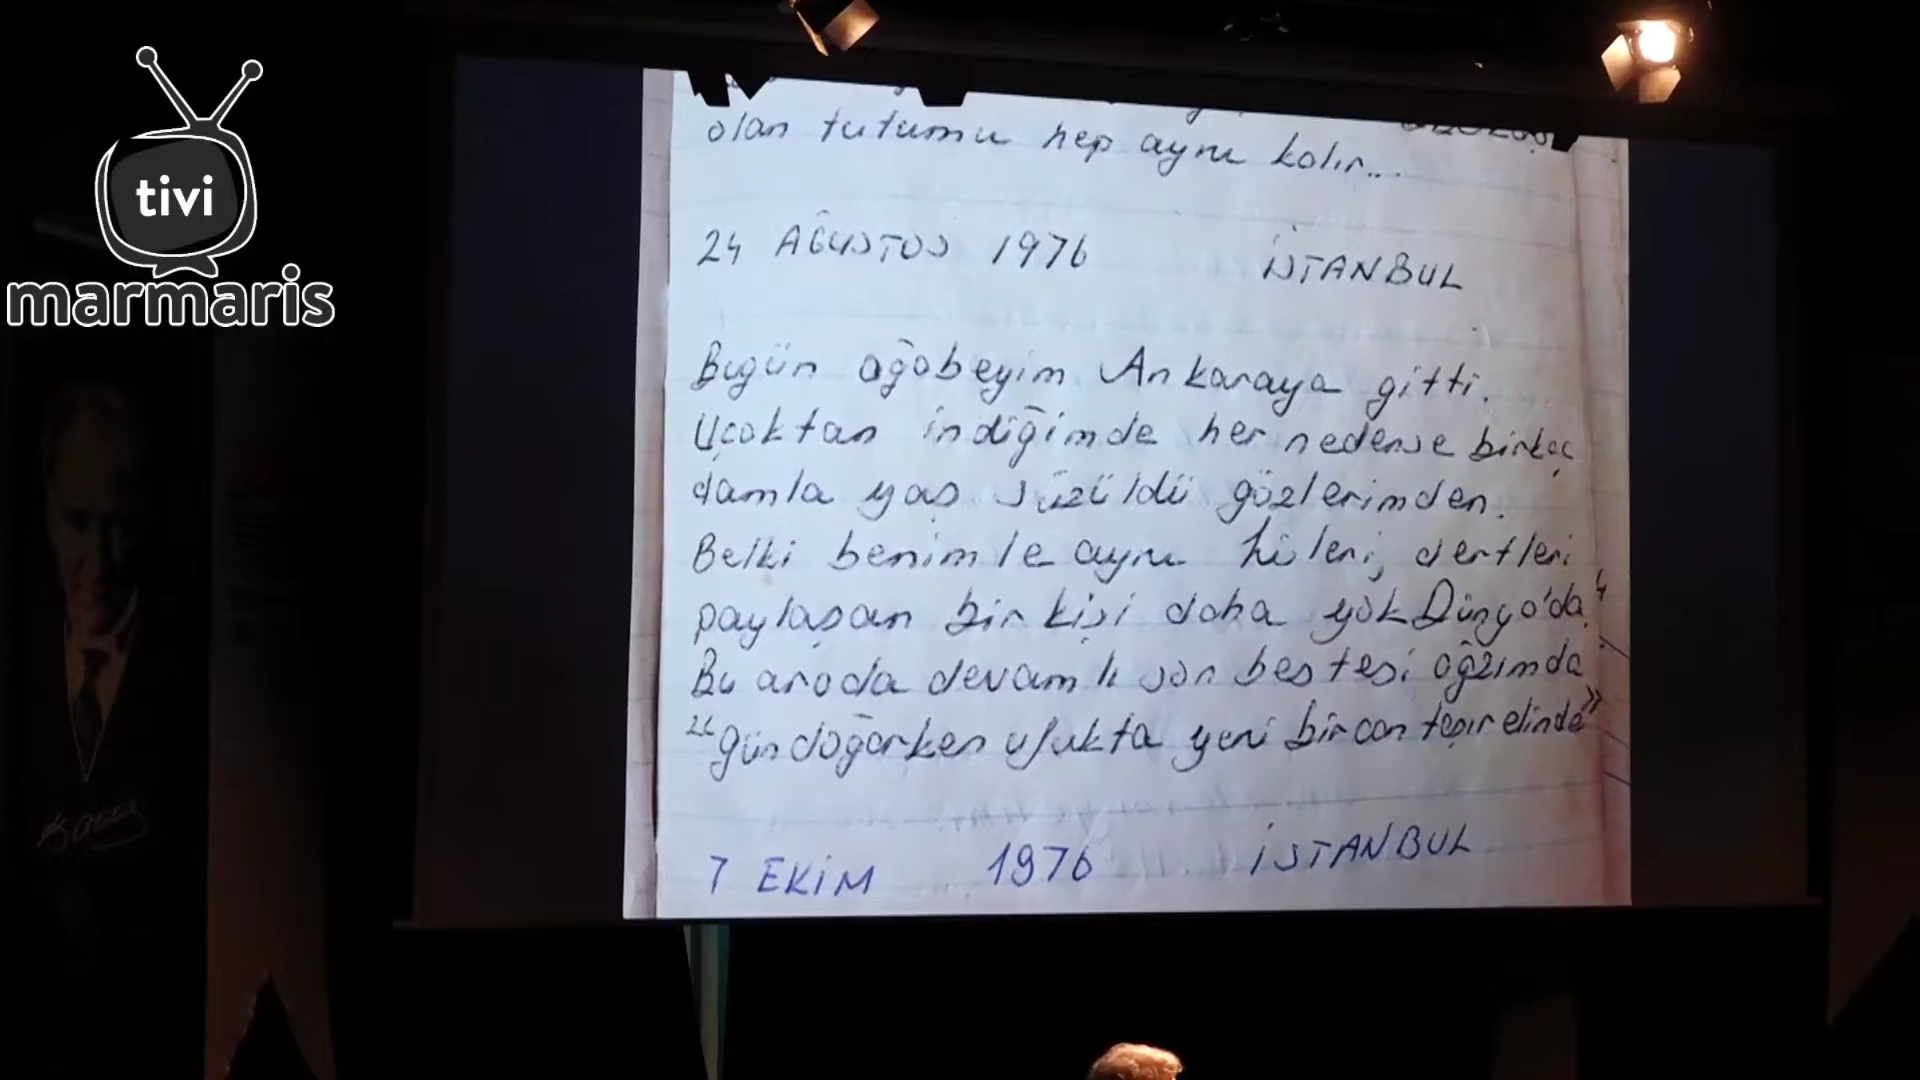 tivi
marmaris
olan tutumu hep aynı kalır...
24 AĞUSTOS 1976 İSTANBUL
Bugün ağabeyim Ankaraya gitti.
Uçaktan indiğimde her nedense birkaç
damla yaş süzüldü gözlerimden.
Belki benimle aynı hisleri, dertleri
paylaşan bir kişi daha yok Dünya'da.
Bu arada devamlı son bestesi ağzımda
"Gün doğarken ufukta yeni bir can taşır elinde"
7 EKİM 1976 İSTANBUL